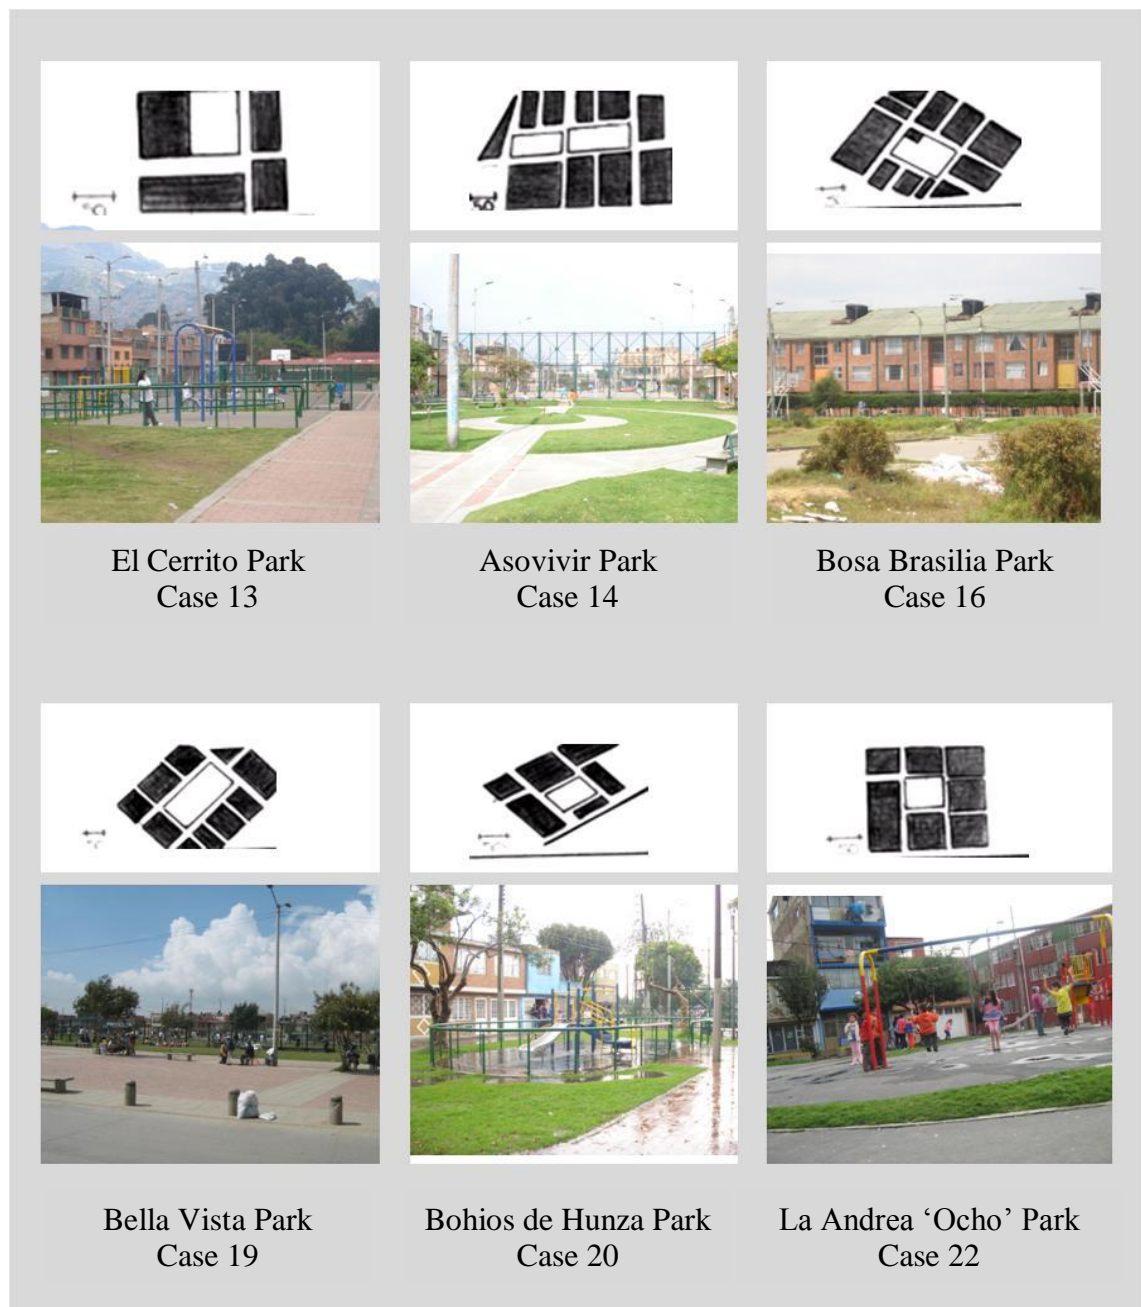 El Cerrito Park
Case 13
Asovivir Park
Case 14
Bosa Brasilia Park
Case 16
Bella Vista Park
Case 19
Bohios de Hunza Park
Case 20
La Andrea ‘Ocho’ Park
Case 22